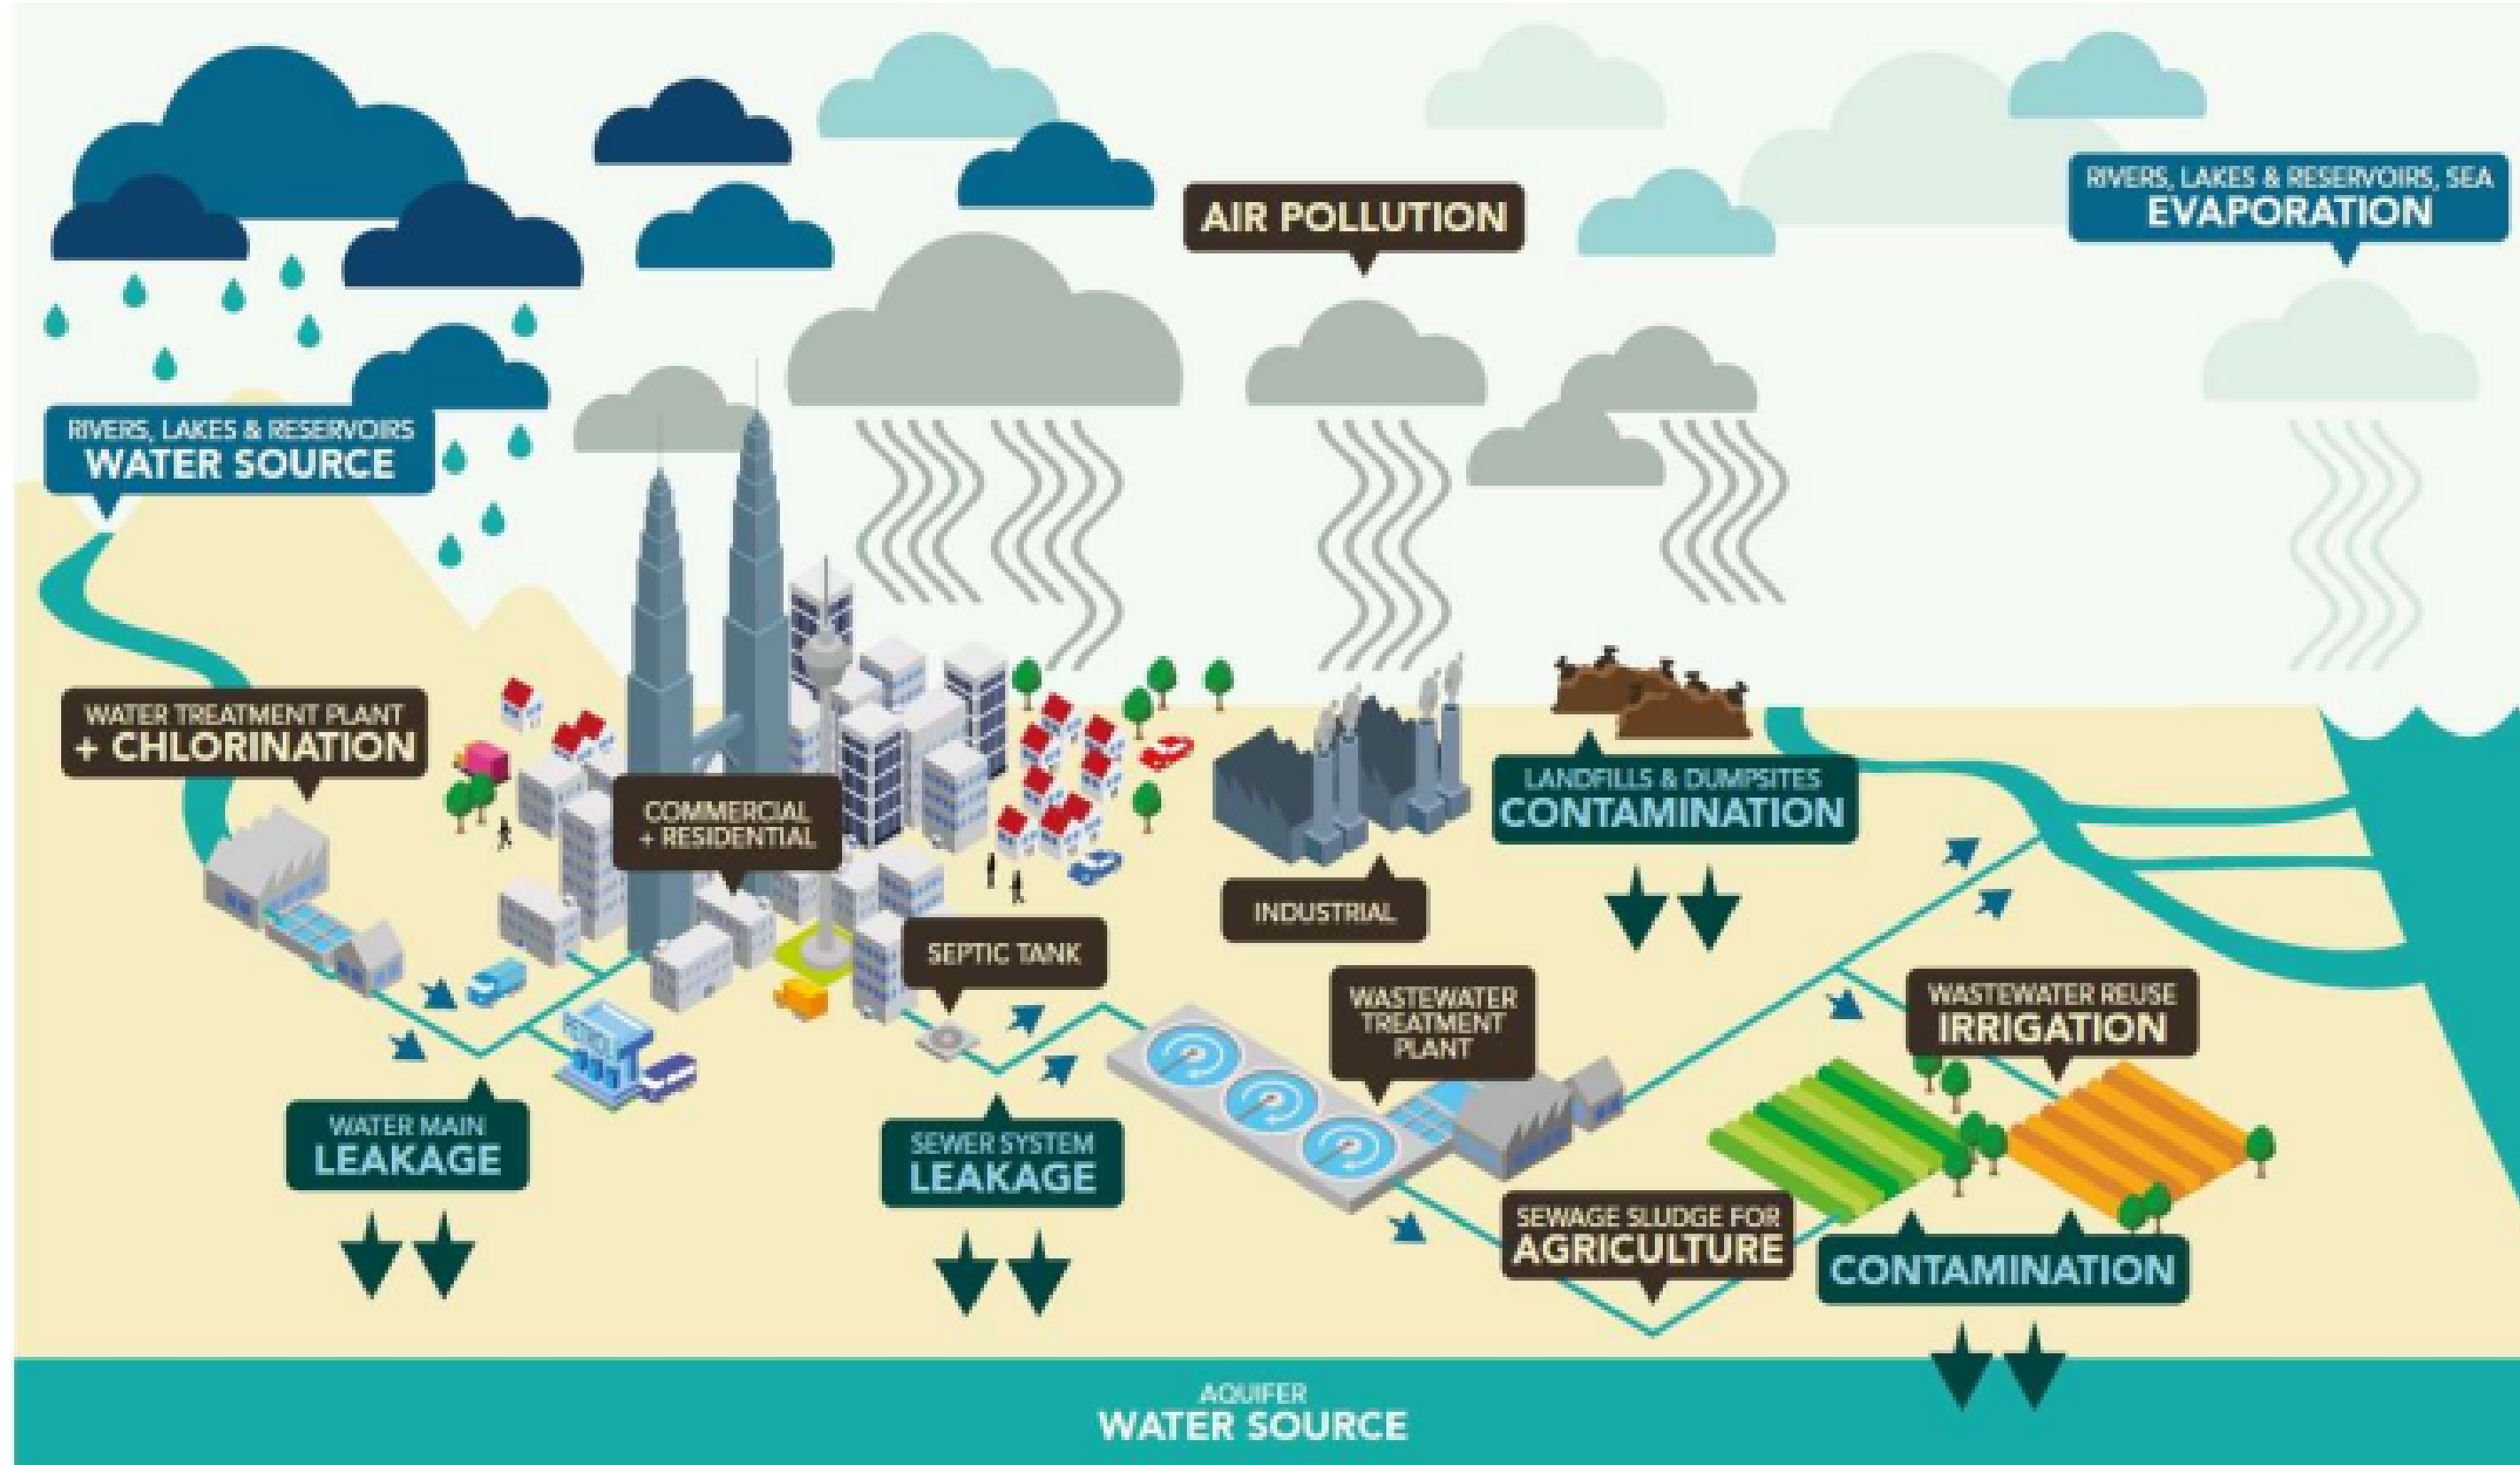 AIR POLLUTION
RIVERS, LAKES & RESERVOIRS, SEA
EVAPORATION
RIVERS, LAKES & RESERVOIRS
WATER SOURCE
WATER TREATMENT PLANT
+ CHLORINATION
COMMERCIAL
+ RESIDENTIAL
LANDFILLS & DUMPSITES
CONTAMINATION
INDUSTRIAL
SEPTIC TANK
WASTEWATER
TREATMENT
PLANT
WASTEWATER REUSE
IRRIGATION
PETROL
WATER MAIN
LEAKAGE
SEWER SYSTEM
LEAKAGE
SEWAGE SLUDGE FOR
AGRICULTURE
CONTAMINATION
AQUIFER
WATER SOURCE